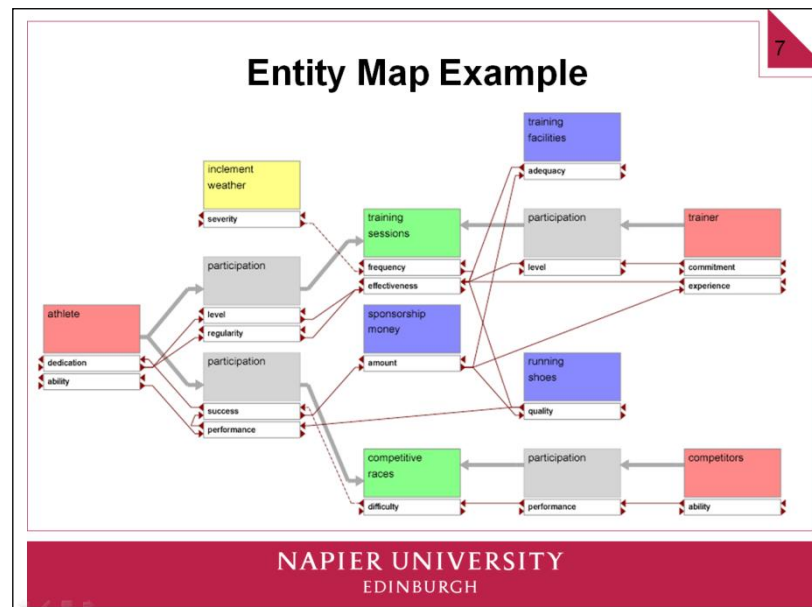 7
Entity Map Example
training
facilities
adequacy
inclement
weather
severity
training
sessions
frequency
effectiveness
participation
level
trainer
commitment
experience
participation
level
regularity
athlete
dedication
ability
sponsorship
money
amount
participation
success
performance
running
shoes
quality
competitive
races
difficulty
participation
performance
competitors
ability
NAPIER UNIVERSITY
EDINBURGH